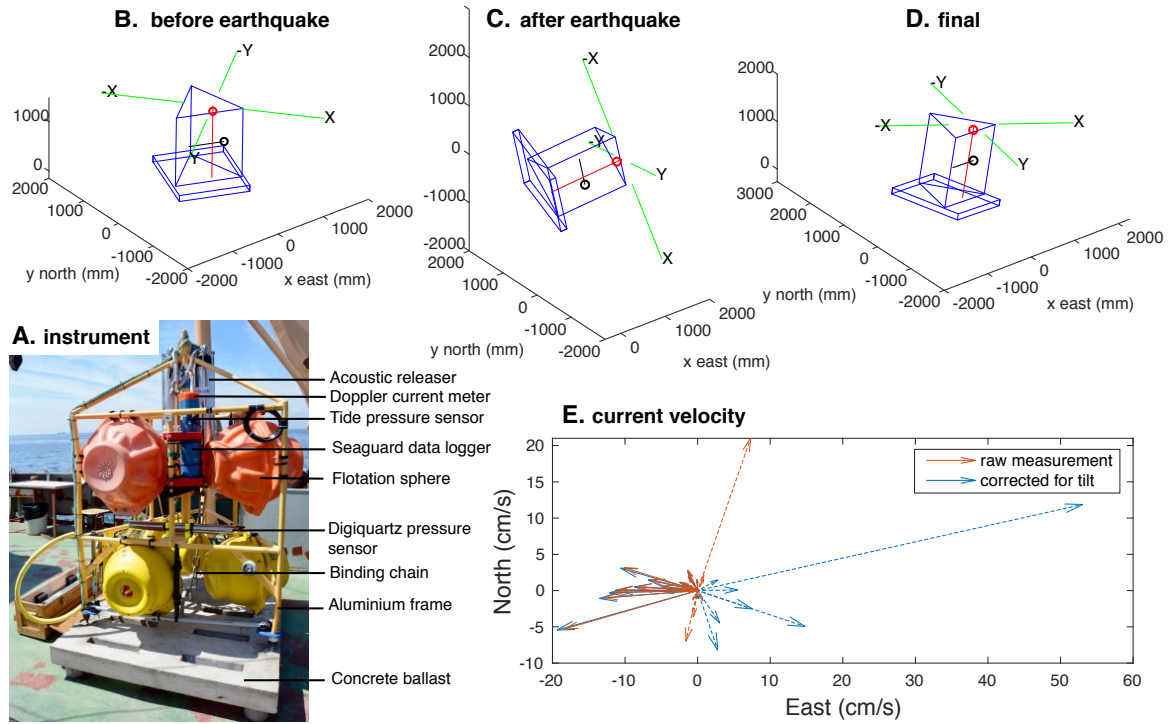 B. before earthquake
-Y
-X
X
Y
1000
0
2000
1000
0
-1000
-2000
-2000
-1000
0
1000
2000
y north (mm)
x east (mm)
C. after earthquake
-X
-Y
Y
X
3000
2000
1000
0
-1000
-2000
2000
1000
0
-1000
-2000
0
1000
2000
y north (mm)
x east (mm)
D. final
-Y
-X
X
Y
2000
1000
0
3000
2000
1000
0
-1000
-2000
-2000
-1000
0
1000
2000
y north (mm)
x east (mm)
A. instrument
Acoustic releaser
Doppler current meter
Tide pressure sensor
Seaguard data logger
Flotation sphere
Digiquartz pressure
sensor
Binding chain
Aluminium frame
Concrete ballast
E. current velocity
raw measurement
corrected for tilt
20
15
10
5
0
-5
-10
North (cm/s)
-20
-10
0
10
20
30
40
50
60
East (cm/s)